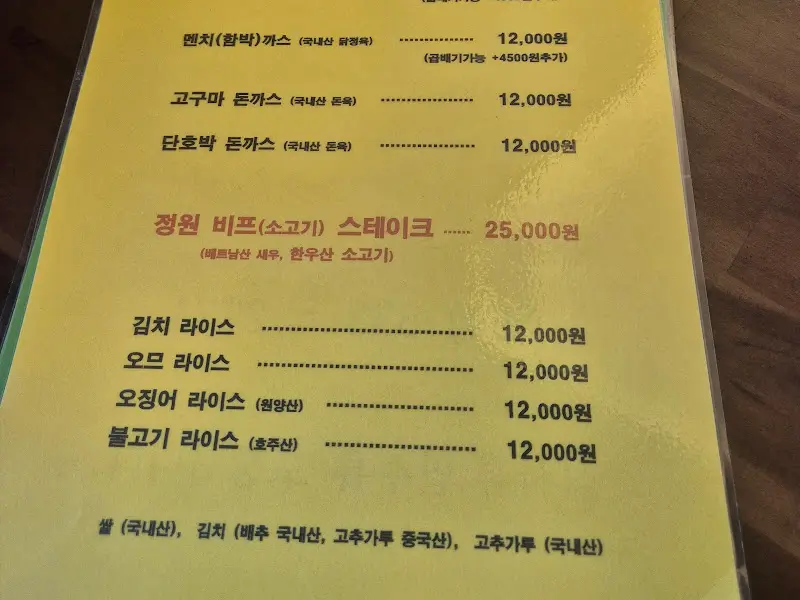 멘치(함박)까스 (국내산 닭정육) ................ 12,000원
(곱배기가능 +4500원추가)
고구마 돈까스 (국내산 돈육) .................... 12,000원
단호박 돈까스 (국내산 돈육) .................... 12,000원
정원 비프(소고기) 스테이크 ...... 25,000원
(베트남산 새우, 한우산 소고기)
김치 라이스 .............................................. 12,000원
오므 라이스 .............................................. 12,000원
오징어 라이스 (원양산) ................................ 12,000원
불고기 라이스 (호주산) ................................ 12,000원
쌀 (국내산), 김치 (배추 국내산, 고추가투 중국산), 고추가투 (국내산)